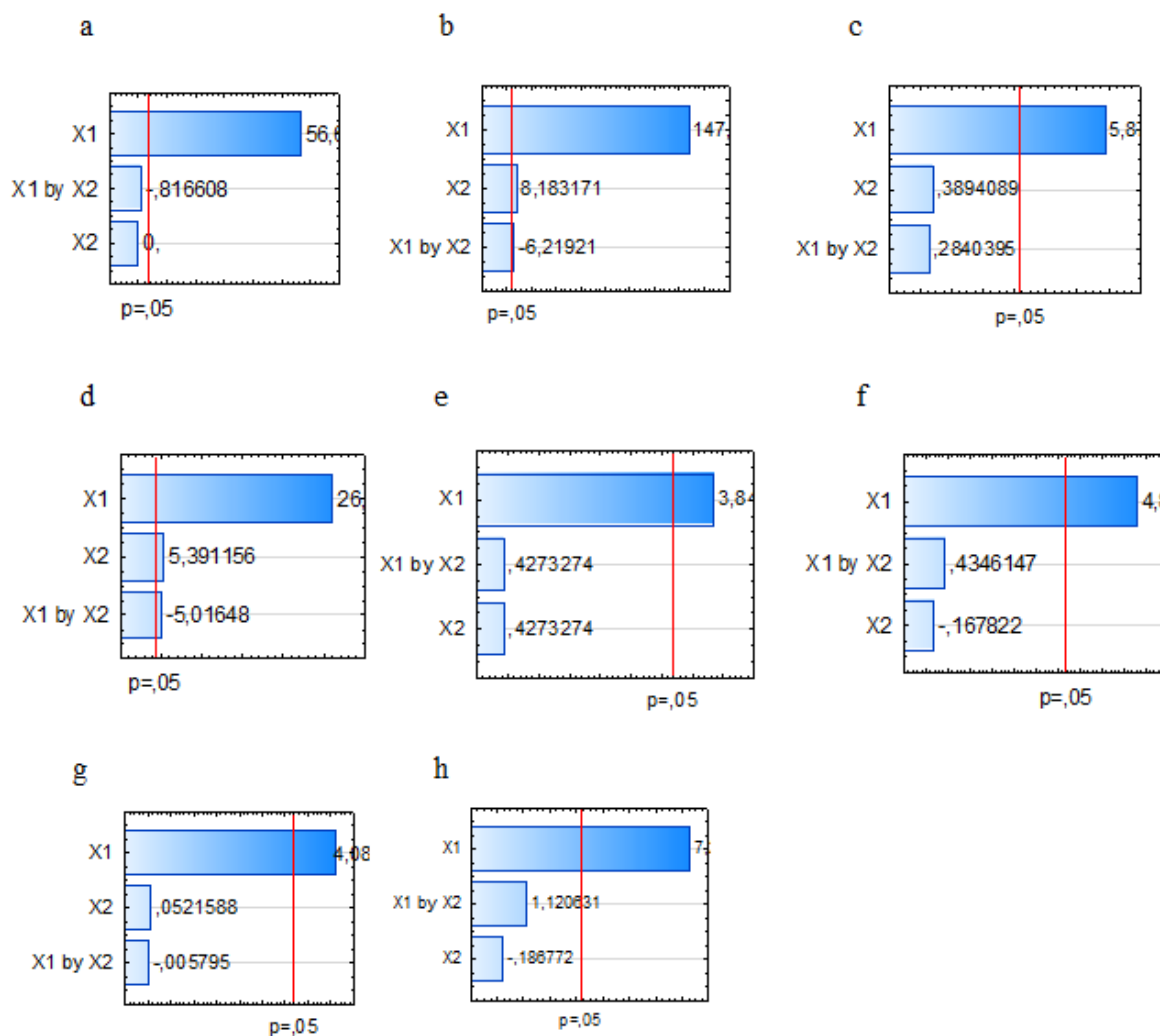 a
X1
56,6
X1 by X2
-,816608
X2
0,
p=,05
b
X1
147,
X2
8,183171
X1 by X2
-6,21921
p=,05
c
X1
5,8
X2
,3894089
X1 by X2
,2840395
p=,05
d
X1
26,
X2
5,391156
X1 by X2
-5,01648
p=,05
e
X1
3,84
X1 by X2
,4273274
X2
,4273274
p=,05
f
X1
4,8
X1 by X2
,4346147
X2
-,167822
p=,05
g
X1
4,08
X2
,0521588
X1 by X2
-,005795
p=,05
h
X1
7,
X1 by X2
1,120631
X2
-,186772
p=,05